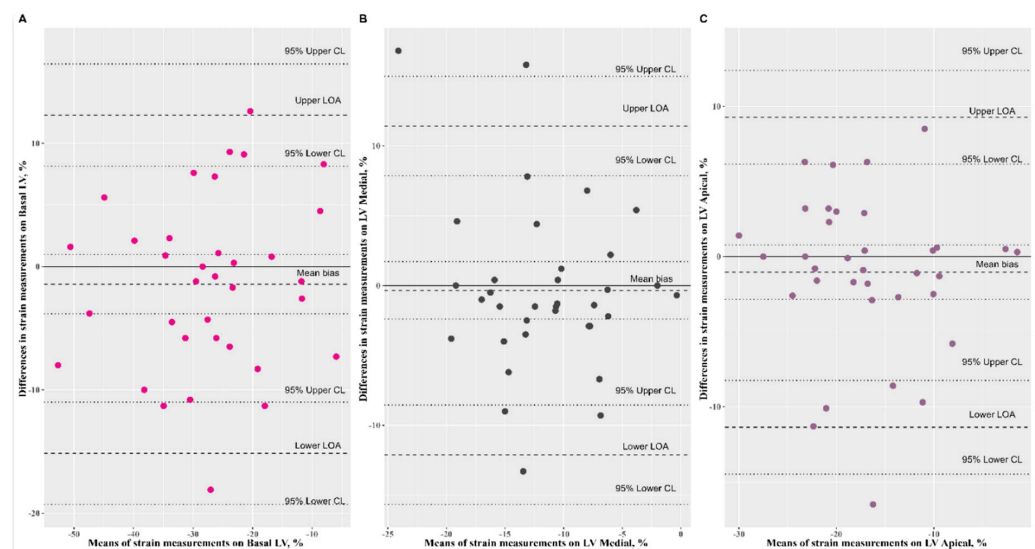 A
95% Upper CL
Upper LOA
10
95% Lower CL
0
Mean bias
-10
95% Upper CL
Lower LOA
95% Lower CL
-20
-50
-40
-30
-20
-10
Differences in strain measurements on Basal LV, %
Means of strain measurements on Basal LV, %
B
95% Upper CL
Upper LOA
10
95% Lower CL
0
Mean bias
95% Upper CL
-10
Lower LOA
95% Lower CL
-25
-20
-15
-10
-5
0
Differences in strain measurements on LV Medial, %
Means of strain measurements on LV Medial, %
C
95% Upper CL
10
Upper LOA
95% Lower CL
0
Mean bias
95% Upper CL
-10
Lower LOA
95% Lower CL
-30
-20
-10
Differences in strain measurements on LV Apical, %
Means of strain measurements on LV Apical, %